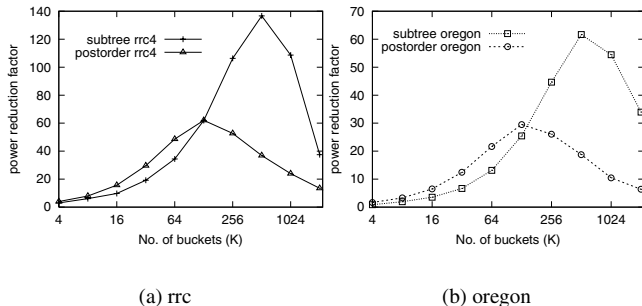 140
120
100
80
60
40
20
0
power reduction factor
subtree rrc4
postorder rrc4
4 16 64 256 1024
No. of buckets (K)
(a) rrc
70
60
50
40
30
20
10
0
power reduction factor
subtree oregon
postorder oregon
4 16 64 256 1024
No. of buckets (K)
(b) oregon